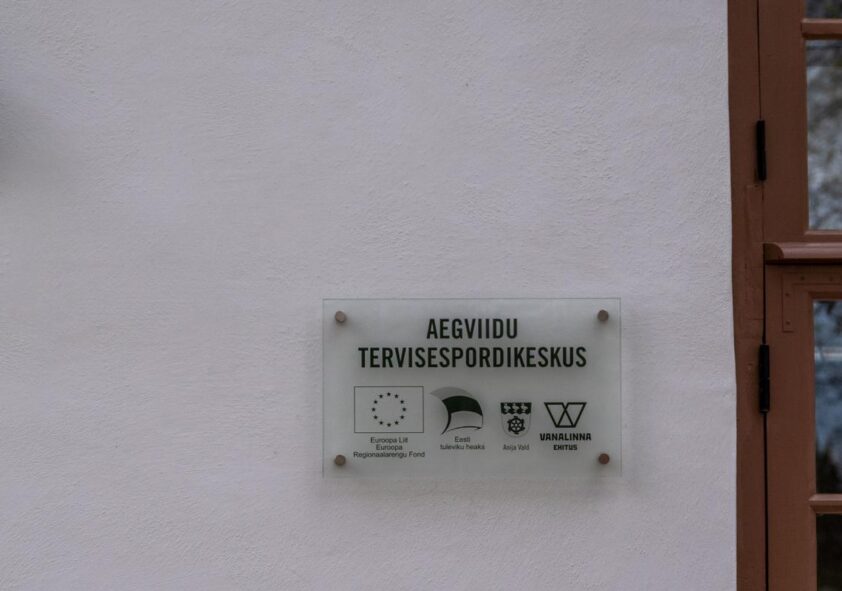 AEGVIIDU
TERVISESPORDIKESKUS
Euroopa Liit
Euroopa
Regionaalarengu Fond
Eesti
tuleviku heaks
Anija Vald
VANALINNA
EHITUS